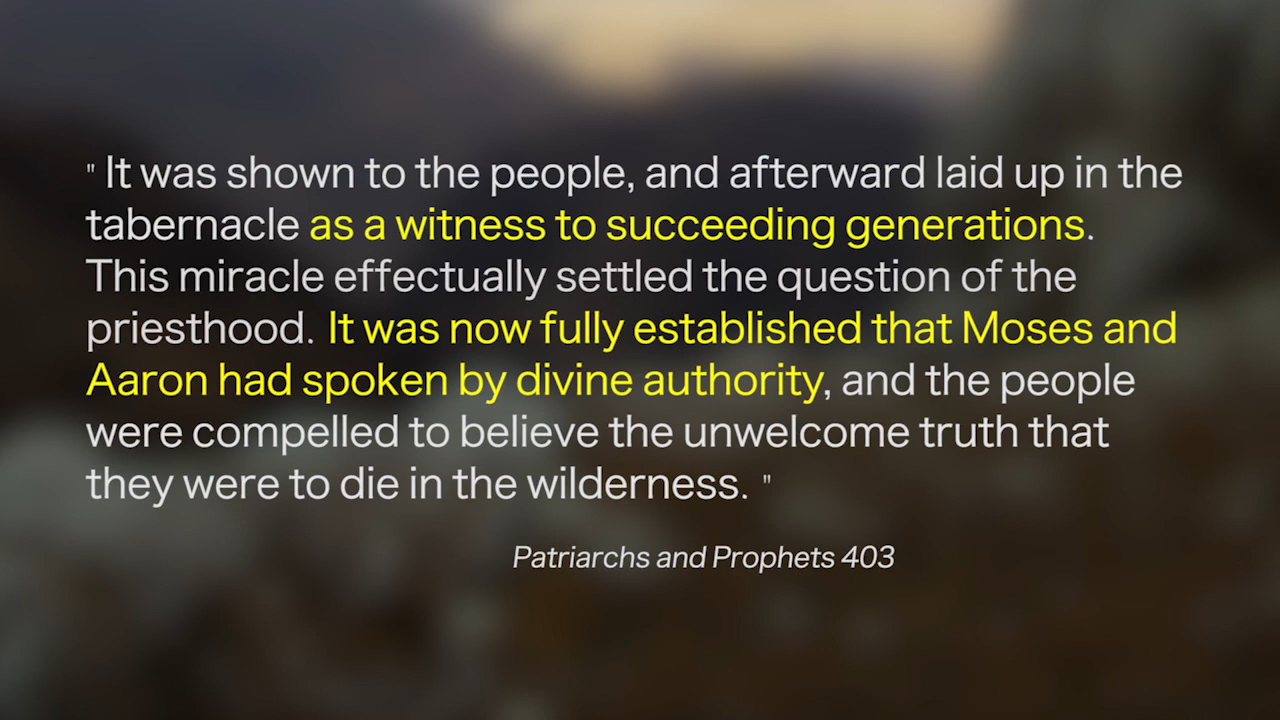 " It was shown to the people, and afterward laid up in the
tabernacle as a witness to succeeding generations.
This miracle effectually settled the question of the
priesthood. It was now fully established that Moses and
Aaron had spoken by divine authority, and the people
were compelled to believe the unwelcome truth that
they were to die in the wilderness. "
Patriarchs and Prophets 403